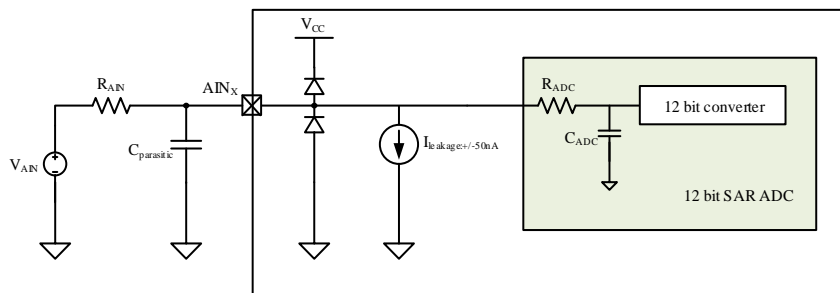 V_CC
R_AIN
AIN_X
R_ADC
12 bit converter
C_parasitic
I_leakage:+/-50nA
C_ADC
V_AIN
12 bit SAR ADC